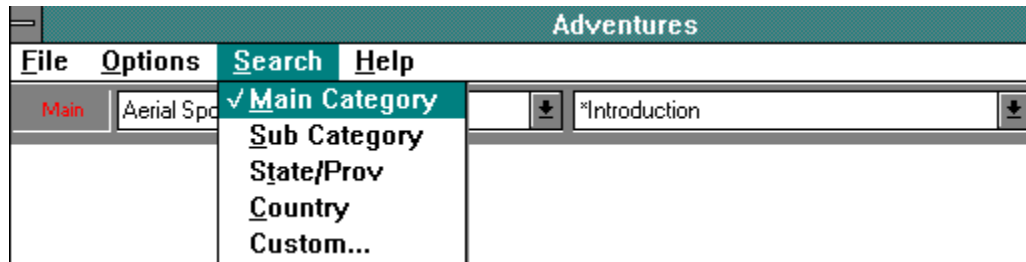 Adventures
File Options Search Help
Main Aerial Spo *Introduction
✓Main Category
Sub Category
State/Prov
Country
Custom...